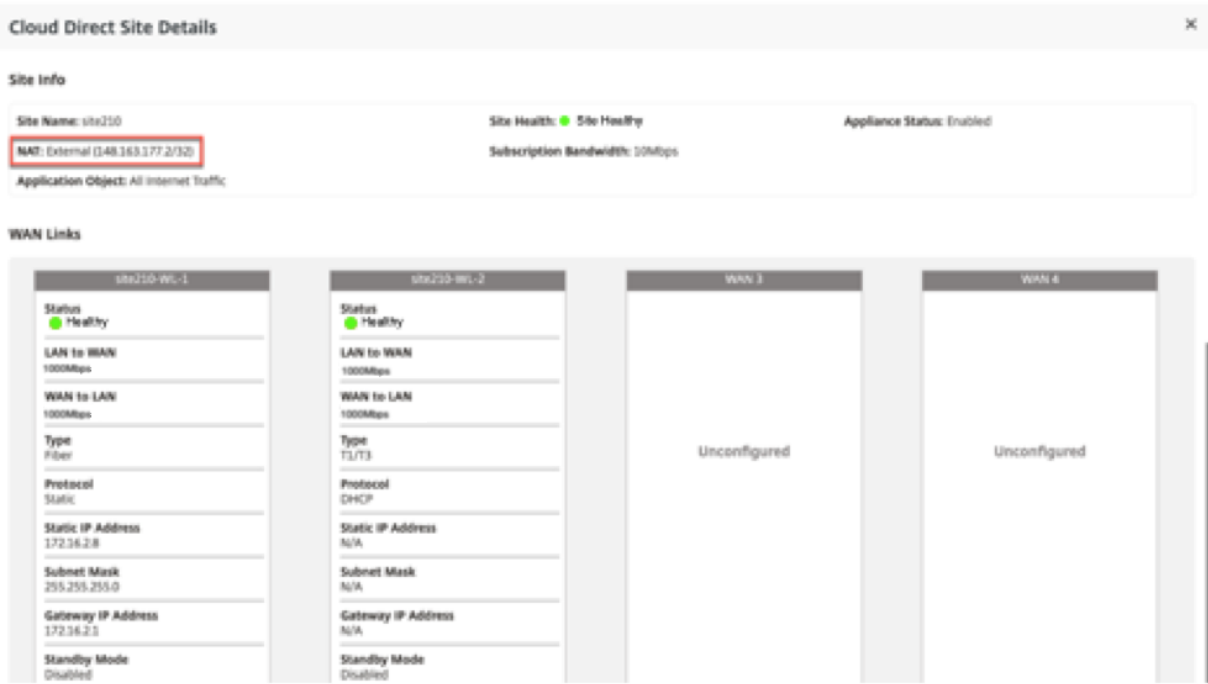 Cloud Direct Site Details ×
Site Info
Site Name: site210 Site Health: Site Healthy Appliance Status: Enabled
NAT: External (148.163.177.2/32) Subscription Bandwidth: 10Mbps
Application Object: All Internet Traffic
WAN Links
site210-WL-1
Status
Healthy
LAN to WAN
1000Mbps
WAN to LAN
1000Mbps
Type
Fiber
Protocol
Static
Static IP Address
172.16.2.8
Subnet Mask
255.255.255.0
Gateway IP Address
172.16.2.1
Standby Mode
Disabled
site210-WL-2
Status
Healthy
LAN to WAN
1000Mbps
WAN to LAN
1000Mbps
Type
T1/T3
Protocol
DHCP
Static IP Address
N/A
Subnet Mask
N/A
Gateway IP Address
N/A
Standby Mode
Disabled
WAN 3
Unconfigured
WAN 4
Unconfigured